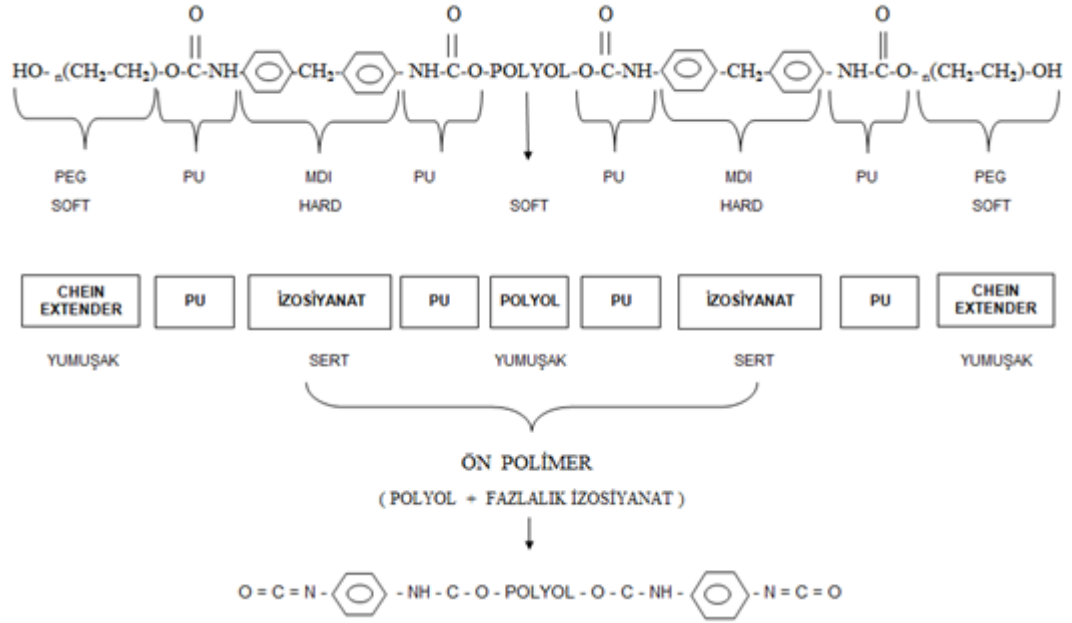 O O O O
HO- n(CH2-CH2)-O-C-NH CH2 NH-C-O-POLYOL-O-C-NH CH2 NH-C-O- n(CH2-CH2)-OH
PEG PU MDI PU PU MDI PU PEG
SOFT HARD SOFT HARD SOFT
CHEIN EXTENDER PU İZOSİYANAT PU POLYOL PU İZOSİYANAT PU CHEIN EXTENDER
YUMUŞAK SERT YUMUŞAK SERT YUMUŞAK
ÖN POLİMER
( POLYOL + FAZLALIK İZOSİYANAT )
O = C = N - - NH - C - O - POLYOL - O - C - NH - - N = C = O